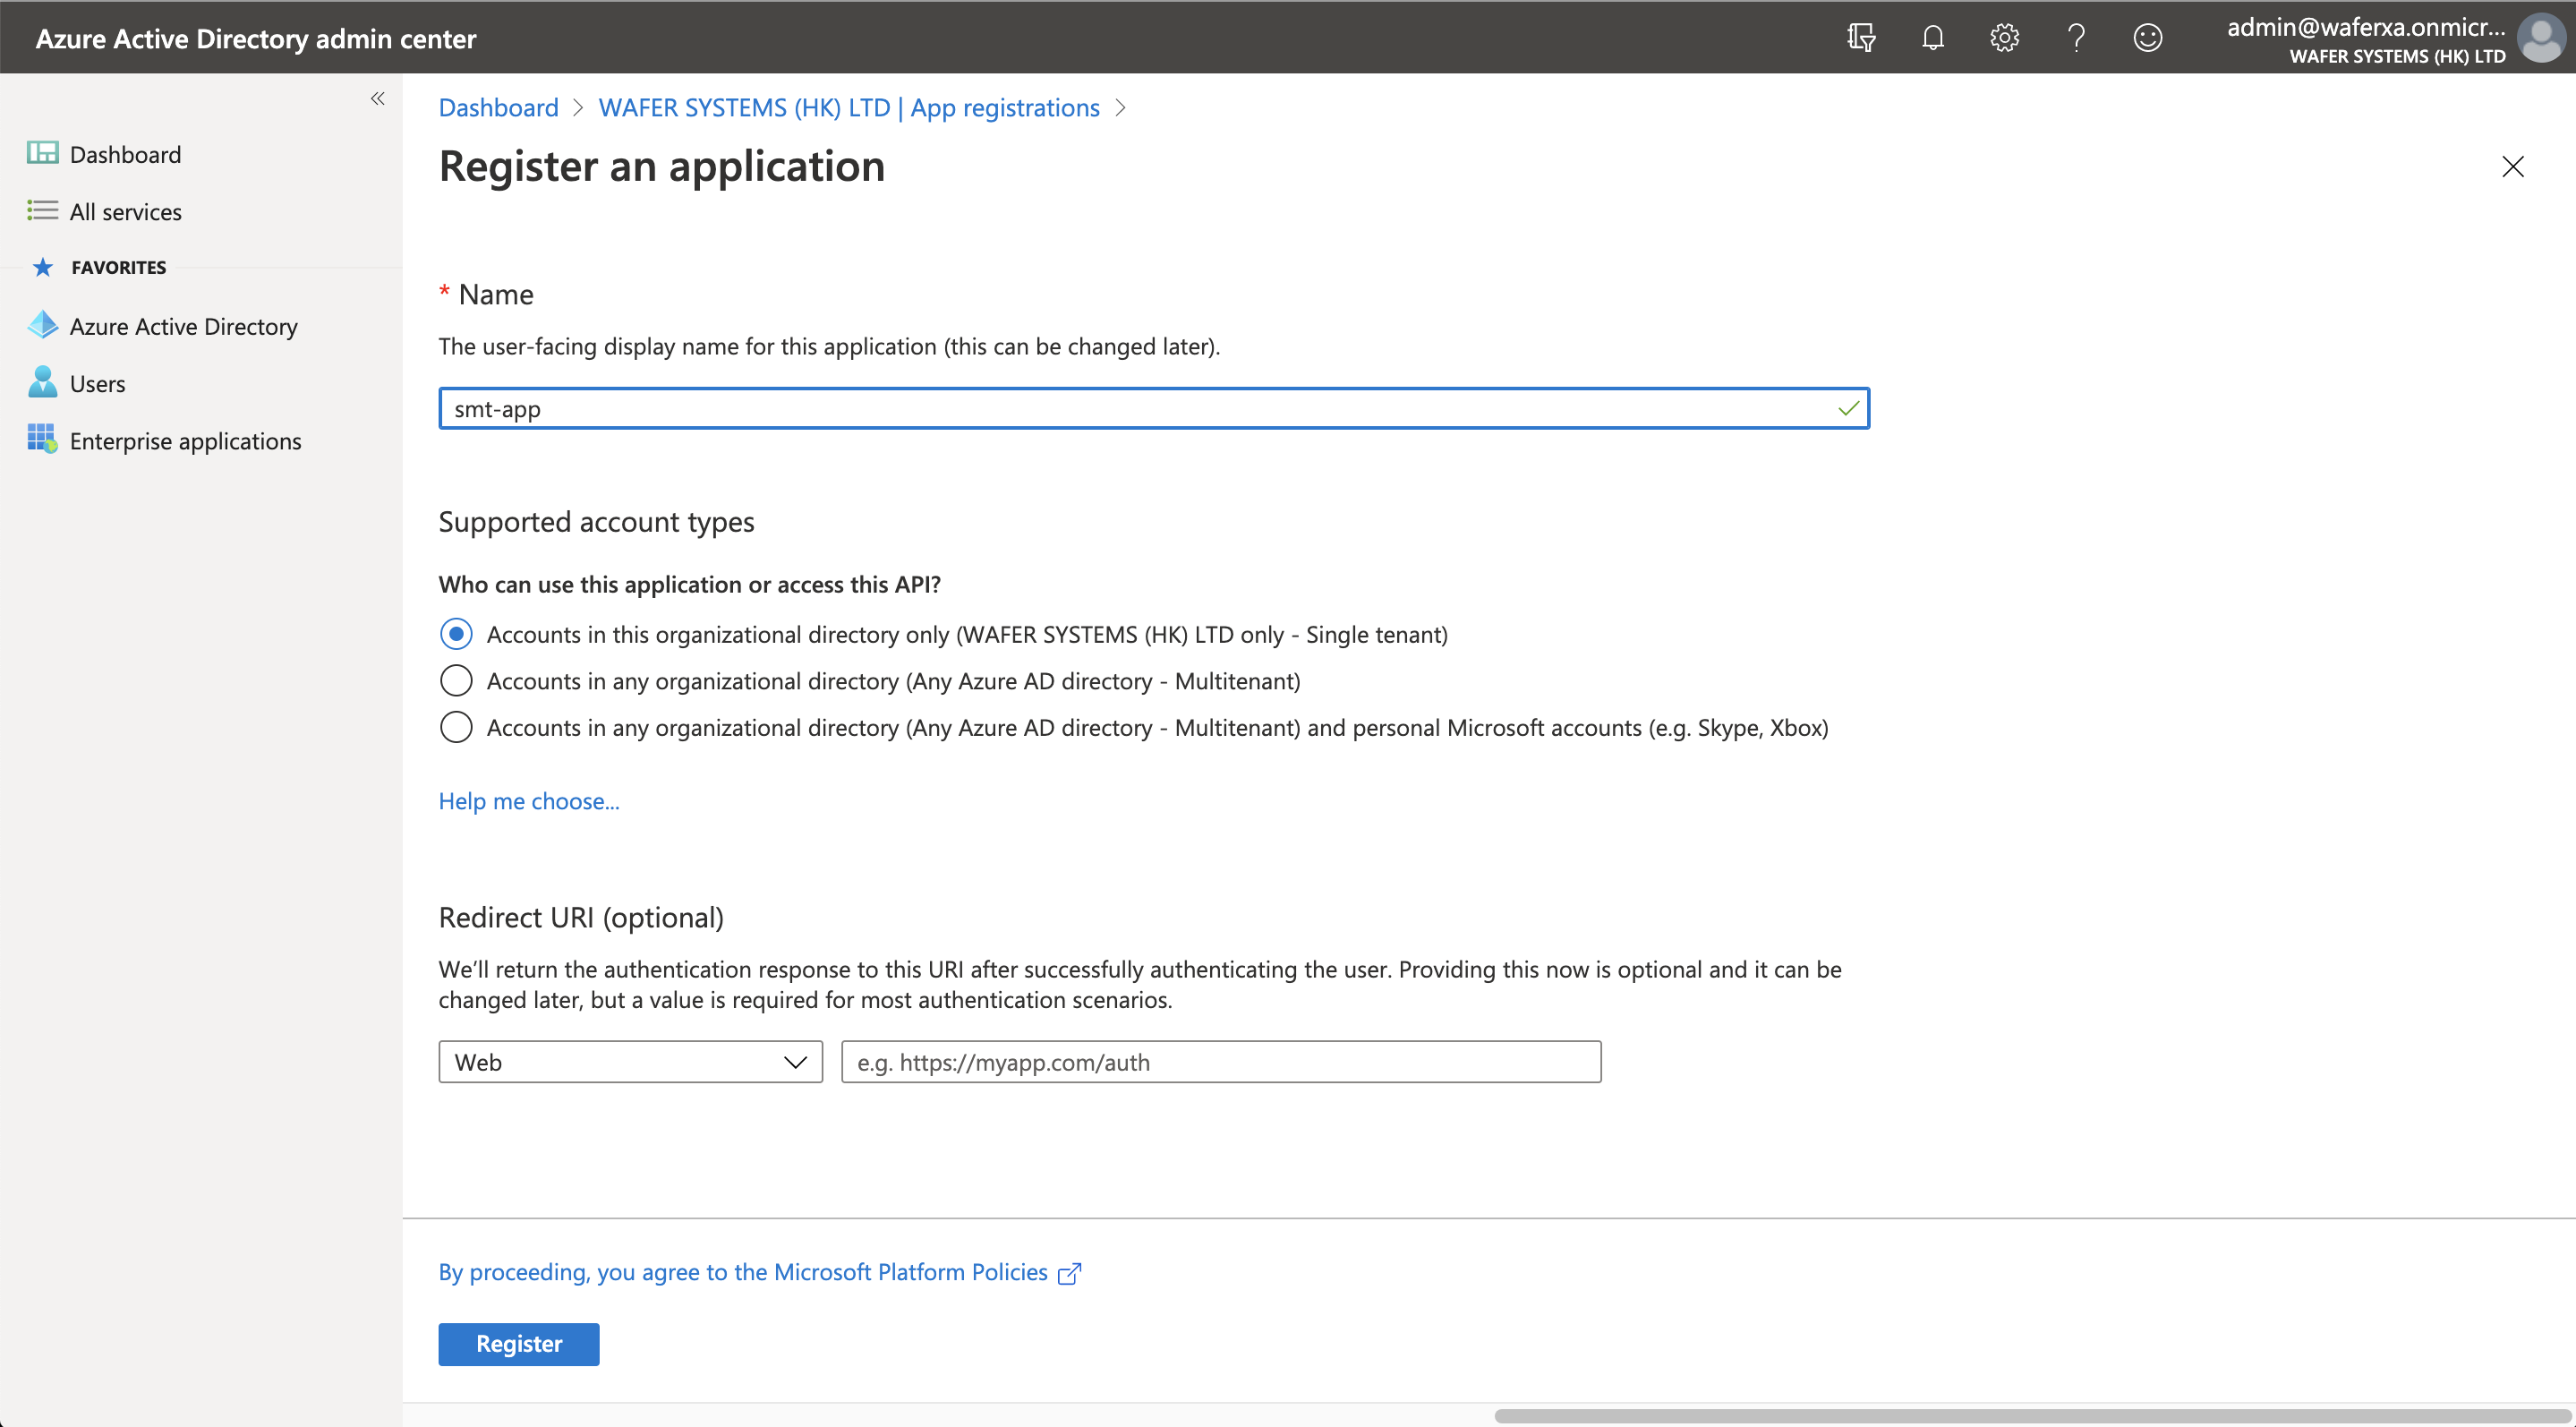 Azure Active Directory admin center
admin@waferxa.onmicr...
WAFER SYSTEMS (HK) LTD
Dashboard
All services
FAVORITES
Azure Active Directory
Users
Enterprise applications
Dashboard > WAFER SYSTEMS (HK) LTD | App registrations >
Register an application
* Name
The user-facing display name for this application (this can be changed later).
smt-app
Supported account types
Who can use this application or access this API?
Accounts in this organizational directory only (WAFER SYSTEMS (HK) LTD only - Single tenant)
Accounts in any organizational directory (Any Azure AD directory - Multitenant)
Accounts in any organizational directory (Any Azure AD directory - Multitenant) and personal Microsoft accounts (e.g. Skype, Xbox)
Help me choose...
Redirect URI (optional)
We’ll return the authentication response to this URI after successfully authenticating the user. Providing this now is optional and it can be
changed later, but a value is required for most authentication scenarios.
Web
e.g. https://myapp.com/auth
By proceeding, you agree to the Microsoft Platform Policies
Register